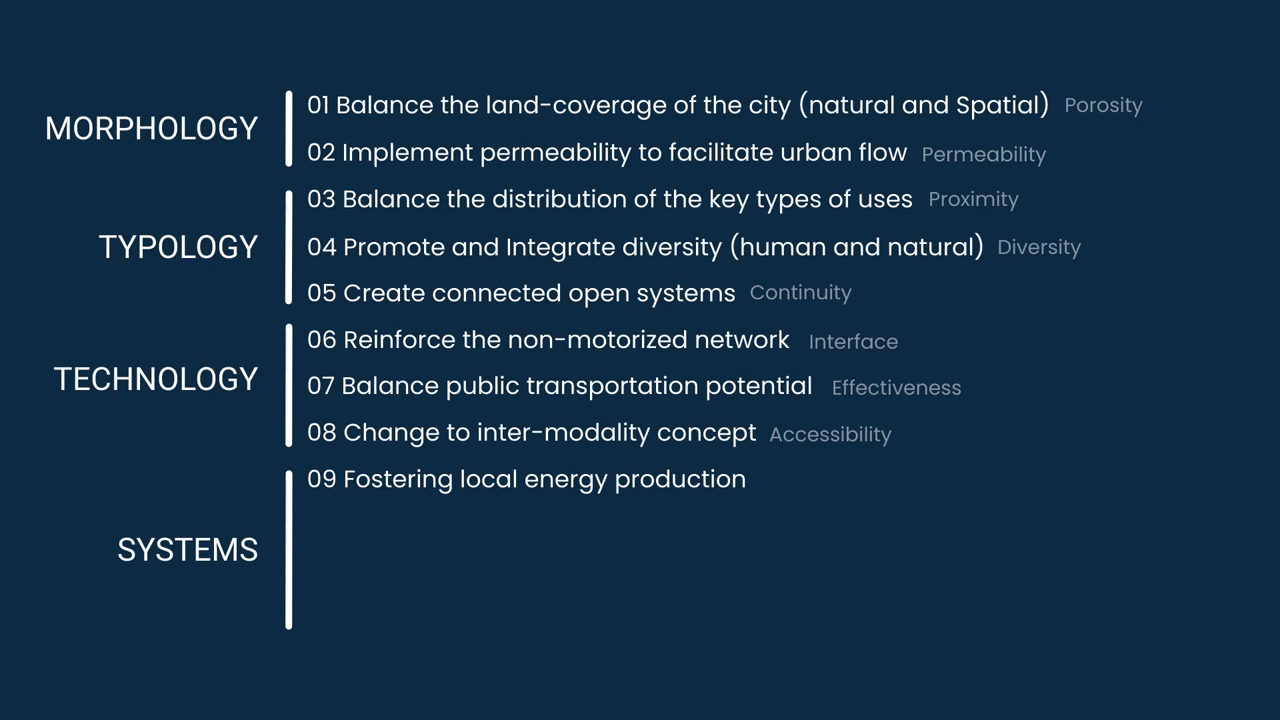 MORPHOLOGY
01 Balance the land-coverage of the city (natural and Spatial) Porosity
02 Implement permeability to facilitate urban flow Permeability
TYPOLOGY
03 Balance the distribution of the key types of uses Proximity
04 Promote and Integrate diversity (human and natural) Diversity
05 Create connected open systems Continuity
TECHNOLOGY
06 Reinforce the non-motorized network Interface
07 Balance public transportation potential Effectiveness
08 Change to inter-modality concept Accessibility
SYSTEMS
09 Fostering local energy production